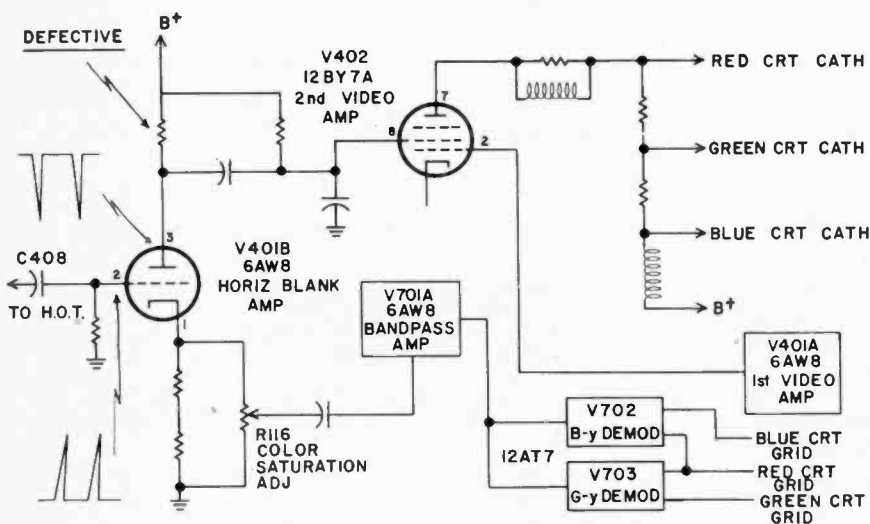 DEFECTIVE
B+
V402
12BY7A
2nd VIDEO
AMP
7
8
2
RED CRT CATH
GREEN CRT CATH
BLUE CRT CATH
B+
3
C408
2
TO H.O.T.
1
V401B
6AW8
HORIZ BLANK
AMP
V701A
6AW8
BANDPASS
AMP
V401A
6AW8
1st VIDEO
AMP
R116
COLOR
SATURATION
ADJ
12AT7
V702
B-y DEMOD
V703
G-y DEMOD
BLUE CRT
GRID
RED CRT
GRID
GREEN CRT
GRID